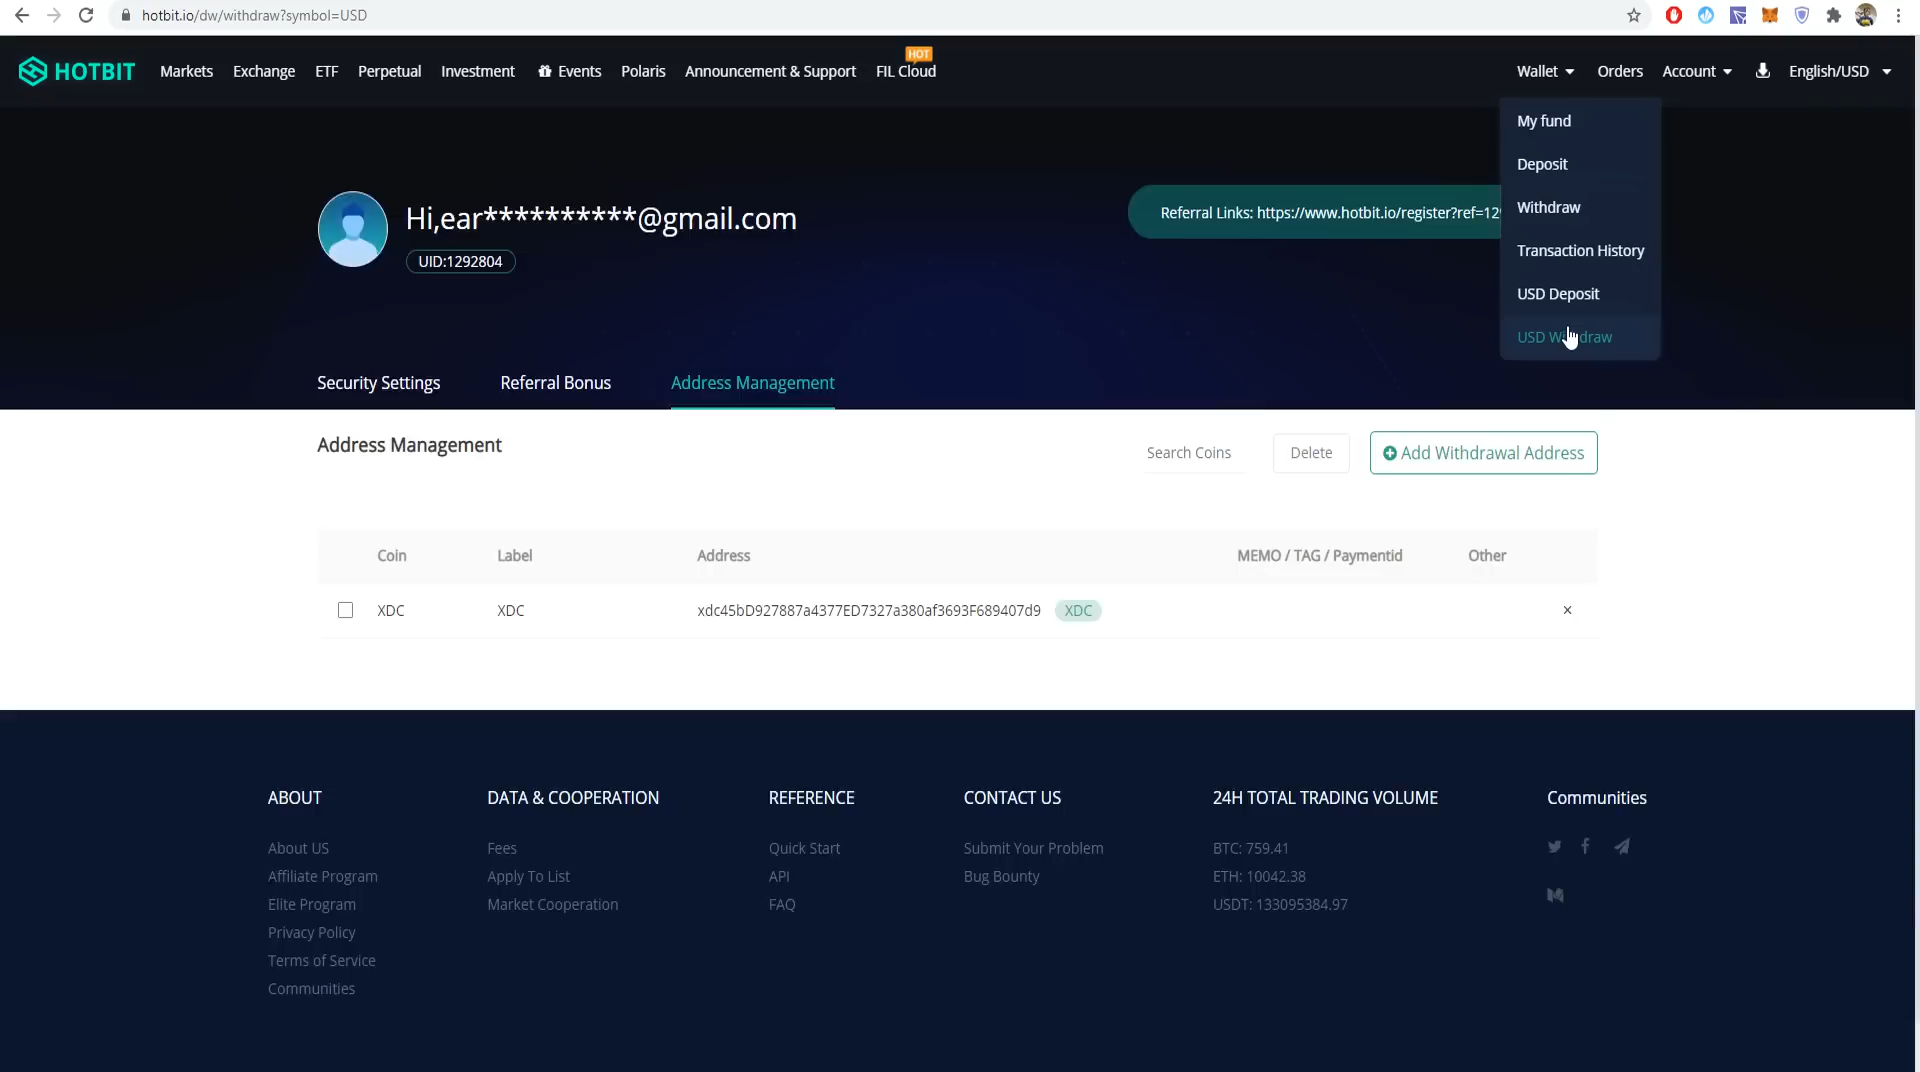 hotbit.io/dw/withdraw?symbol=USD
HOTBIT
Markets
Exchange
ETF
Perpetual
Investment
Events
Polaris
Announcement & Support
HOT
FIL Cloud
Wallet
Orders
Account
English/USD
My fund
Deposit
Withdraw
Transaction History
USD Deposit
USD Withdraw
Hi,ear**********@gmail.com
UID:1292804
Referral Links: https://www.hotbit.io/register?ref=12
Security Settings
Referral Bonus
Address Management
Address Management
Search Coins
Delete
Add Withdrawal Address
Coin
Label
Address
MEMO / TAG / Paymentid
Other
XDC
XDC
xdc45bD927887a4377ED7327a380af3693F689407d9
XDC
×
ABOUT
About US
Affiliate Program
Elite Program
Privacy Policy
Terms of Service
Communities
DATA & COOPERATION
Fees
Apply To List
Market Cooperation
REFERENCE
Quick Start
API
FAQ
CONTACT US
Submit Your Problem
Bug Bounty
24H TOTAL TRADING VOLUME
BTC: 759.41
ETH: 10042.38
USDT: 133095384.97
Communities